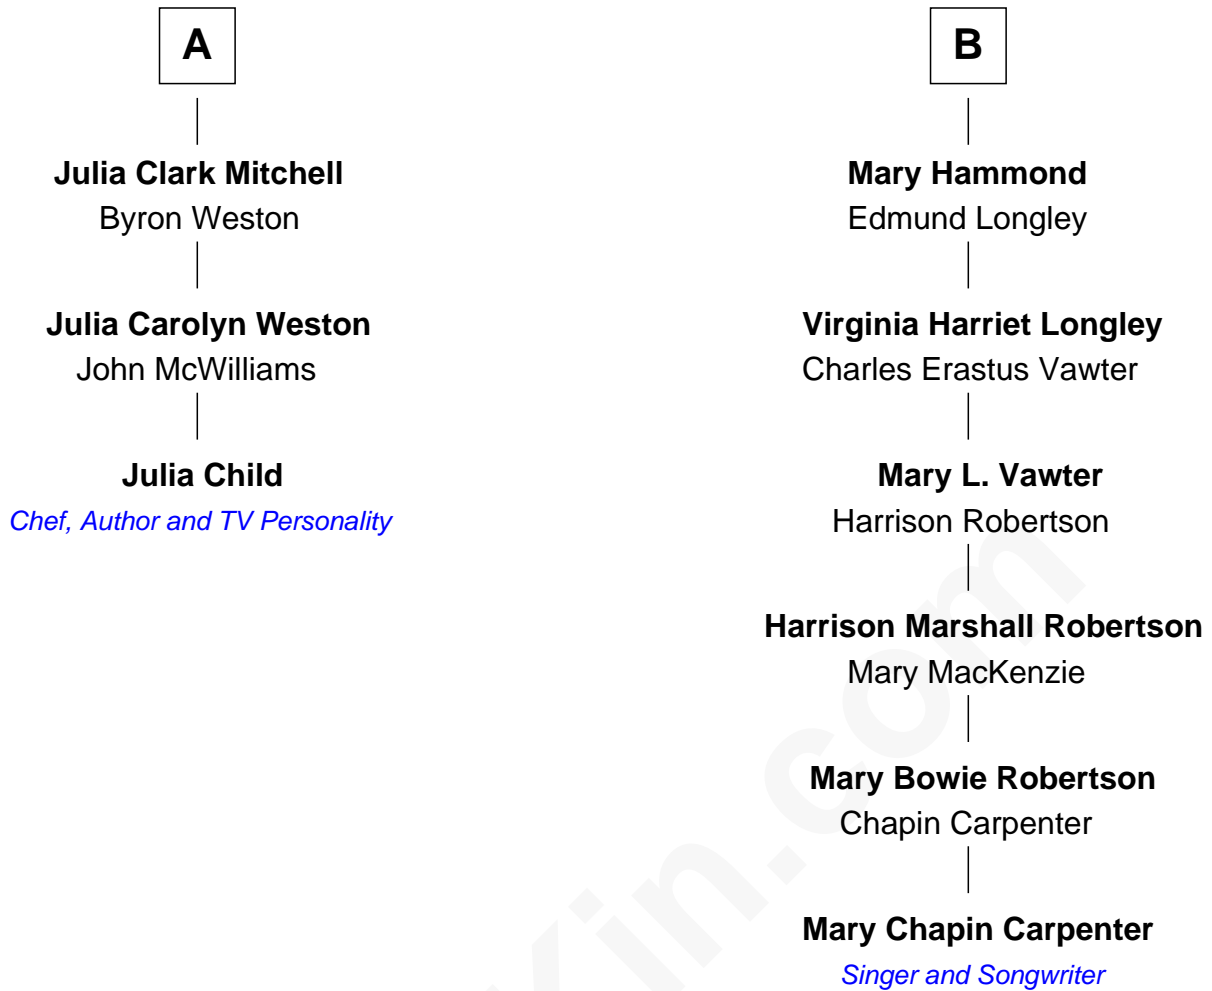 A
Julia Clark Mitchell
Byron Weston
Julia Carolyn Weston
John McWilliams
Julia Child
Chef, Author and TV Personality
B
Mary Hammond
Edmund Longley
Virginia Harriet Longley
Charles Erastus Vawter
Mary L. Vawter
Harrison Robertson
Harrison Marshall Robertson
Mary MacKenzie
Mary Bowie Robertson
Chapin Carpenter
Mary Chapin Carpenter
Singer and Songwriter
Kin.com